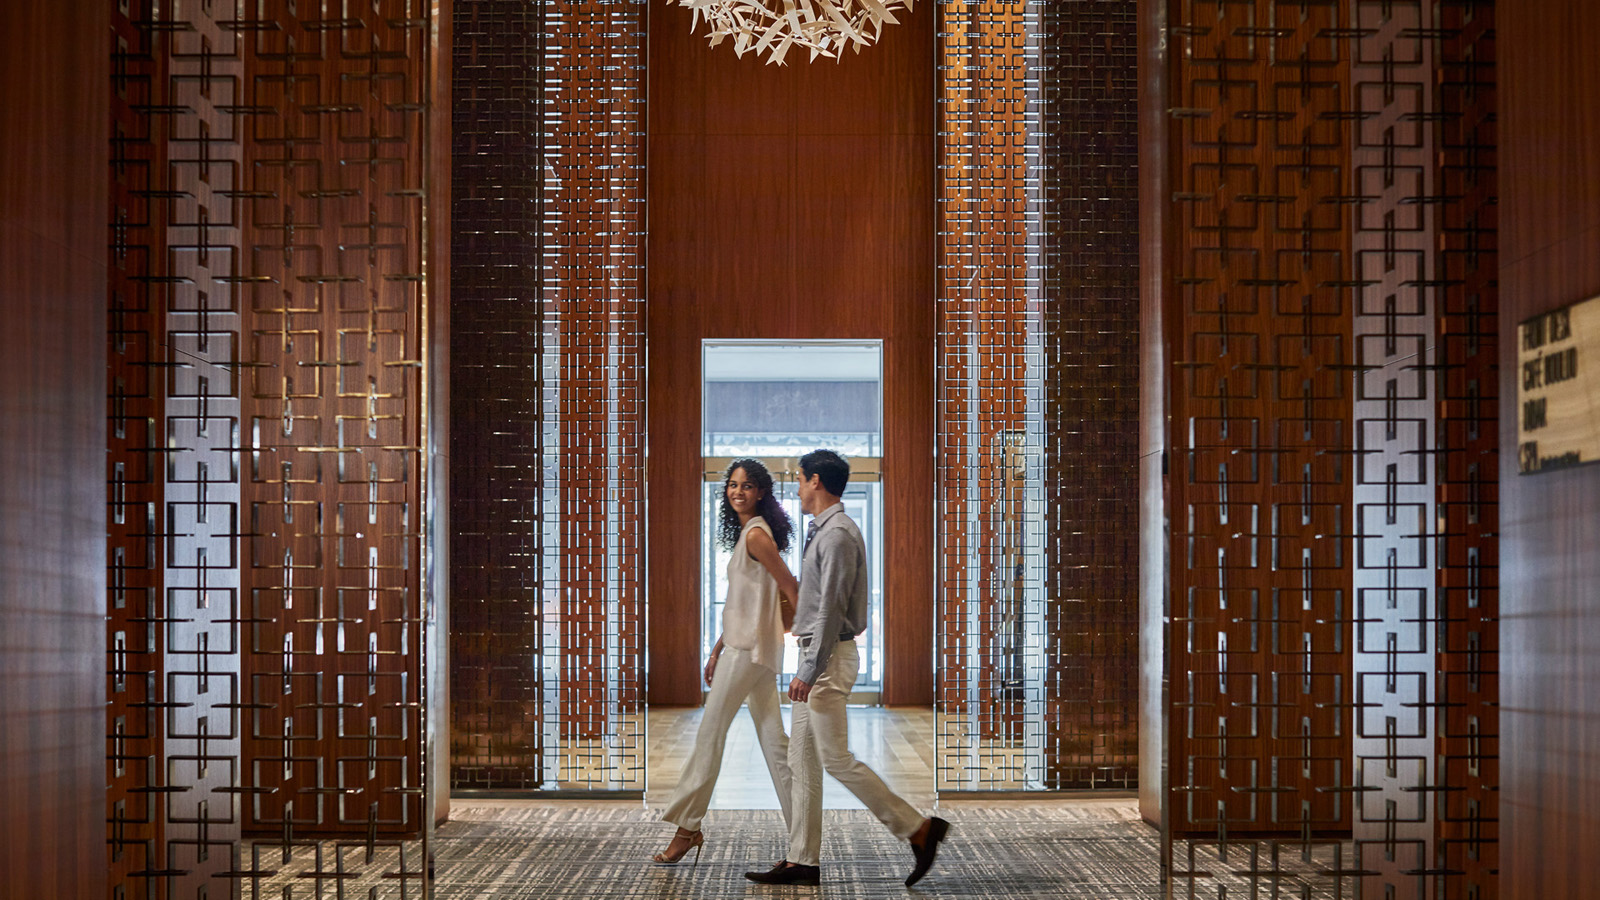 FRONT DESK
CAFÉ BOULUD
D|BAR
SPA